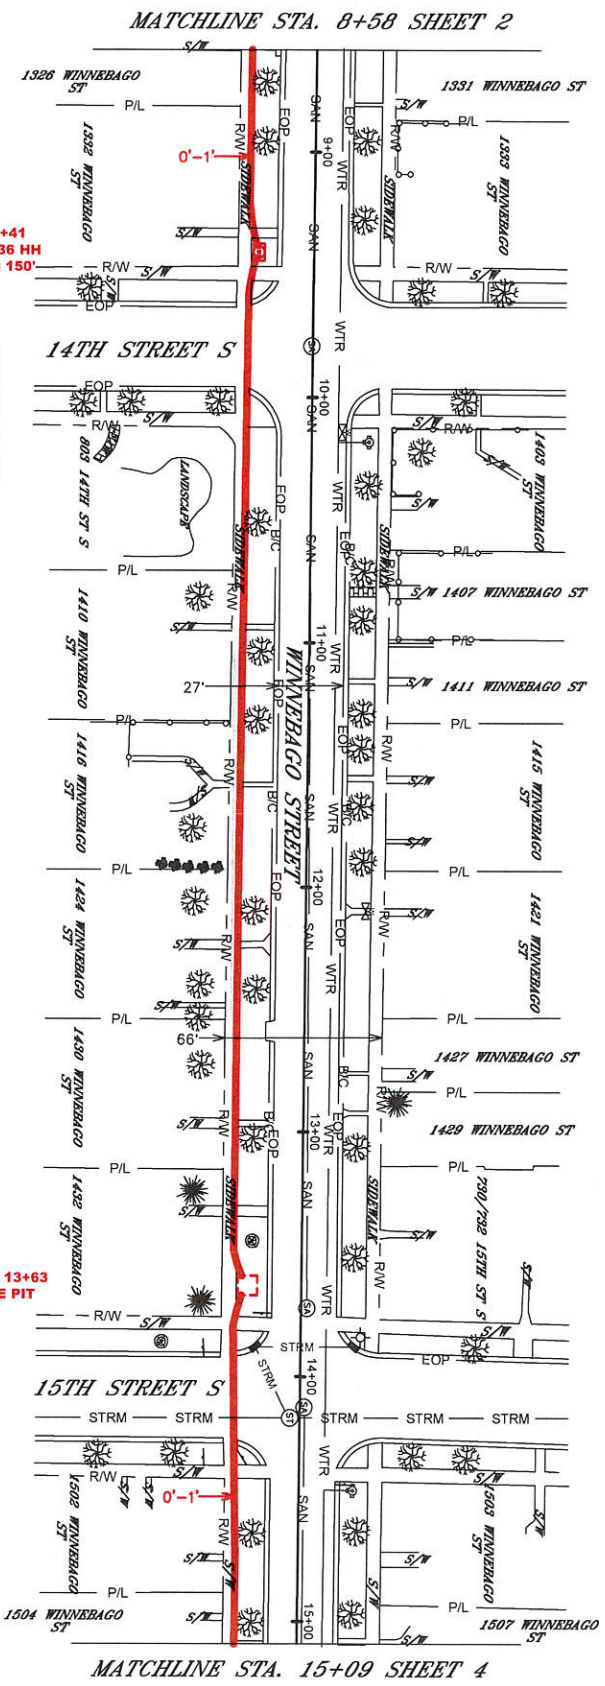 MATCHLINE STA. 8+58 SHEET 2
S/W
1326 WINNEBAGO
ST
1331 WINNEBAGO ST
P/L
EOP
SAN
EOP
S/W
R/W
R/W
P/L
1332 WINNEBAGO
ST
0'-1'
9+00
WTR
1333 WINNEBAGO
ST
SIDEWALK
SIDEWALK
SAN
S/W
+41
36 HH
150'
R/W
S/W
R/W
S/W
S/W
EOP
WTR
14TH STREET S
SA
EOP
10+00
S/W
R/W
SAN
S/W
R/W
803 14TH ST S
LANDSCAPE
1403 WINNEBAGO
ST
S/W
WTR
EOP
S/W
B/C
SAN
EOP
B/C
SIDEWALK
SIDEWALK
P/L
P/L
R/W
R/W
S/W
1407 WINNEBAGO ST
1410 WINNEBAGO
ST
S/W
11+00
WTR
P/L
WINNEBAGO STREET
SAN
27'
EOP
S/W
1411 WINNEBAGO ST
P/L
EOP
P/L
1416 WINNEBAGO
ST
S/W
R/W
R/W
1415 WINNEBAGO
ST
S/W
S/W
B/C
SAN
B/C
WTR
S/W
P/L
12+00
P/L
EOP
1424 WINNEBAGO
ST
WTR
S/W
1421 WINNEBAGO
ST
S/W
R/W
SAN
EOP
R/W
S/W
P/L
P/L
66'
1430 WINNEBAGO
ST
1427 WINNEBAGO ST
SAN
WTR
B/C
S/W
R/W
P/L
S/W
R/W
B/C
EOP
13+00
WTR
EOP
1429 WINNEBAGO ST
P/L
P/L
1432 WINNEBAGO
ST
SIDEWALK
SAN
SIDEWALK
730/732 15TH ST S
S/W
S/W
R/W
S/W
13+63
E PIT
WTR
SA
R/W
S/W
STRM
EOP
STRM
14+00
15TH STREET S
STRM
STRM
ST
SA
STRM
STRM
STRM
WTR
R/W
S/W
S/W
S/W
S/W
1502 WINNEBAGO
ST
0'-1'
SAN
1503 WINNEBAGO
ST
S/W
R/W
S/W
S/W
S/W
S/W
P/L
P/L
1504 WINNEBAGO
ST
S/W
15+00
1507 WINNEBAGO
ST
S/W
MATCHLINE STA. 15+09 SHEET 4